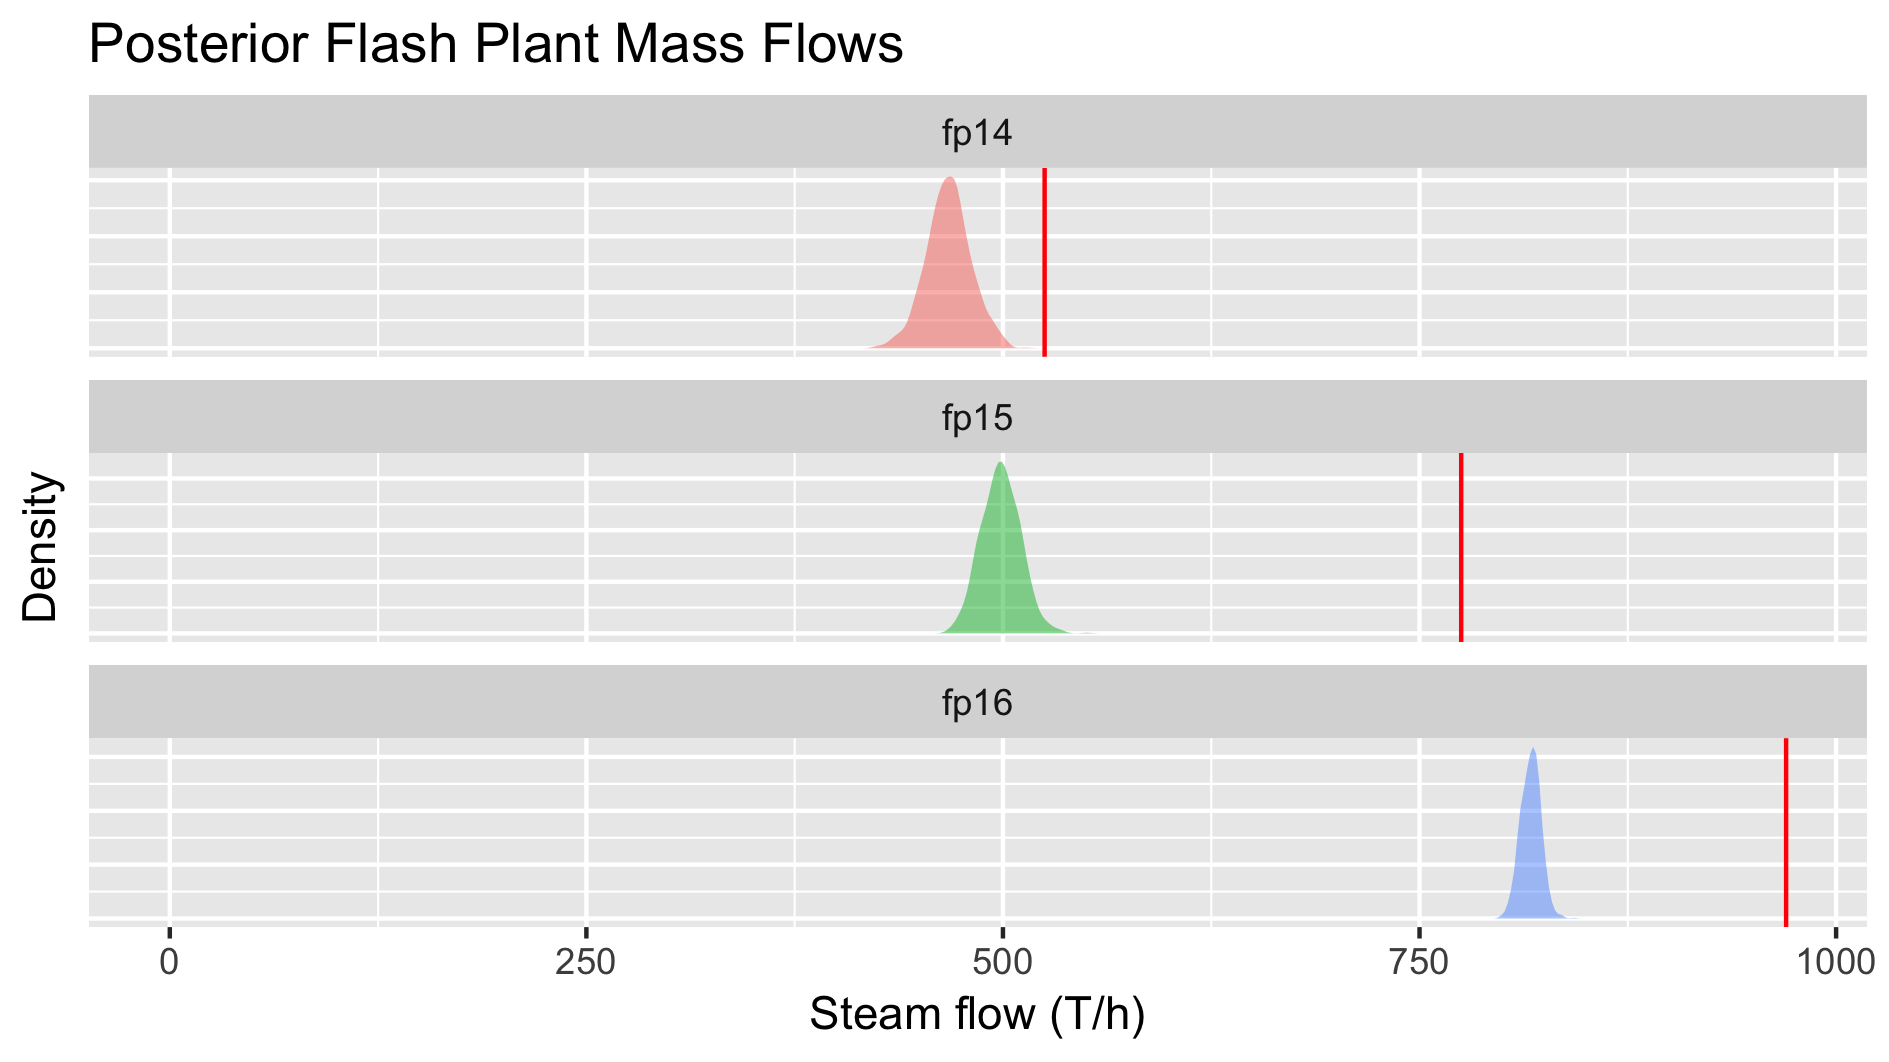 Posterior Flash Plant Mass Flows
fp14
fp15
fp16
Density
0 250 500 750 1000
Steam flow (T/h)